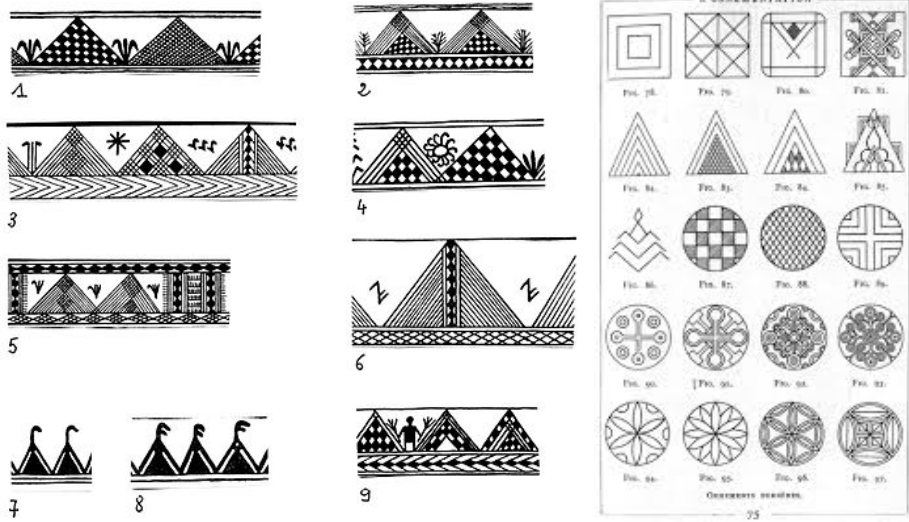 1
2
3
4
5
6
7
8
9
FIG. 78. FIG. 79. FIG. 80. FIG. 81.
FIG. 82. FIG. 83. FIG. 84. FIG. 85.
FIG. 86. FIG. 87. FIG. 88. FIG. 89.
FIG. 90. FIG. 91. FIG. 92. FIG. 93.
FIG. 94. FIG. 95. FIG. 96. FIG. 97.
ORNEMENTS BERBÈRES.
75